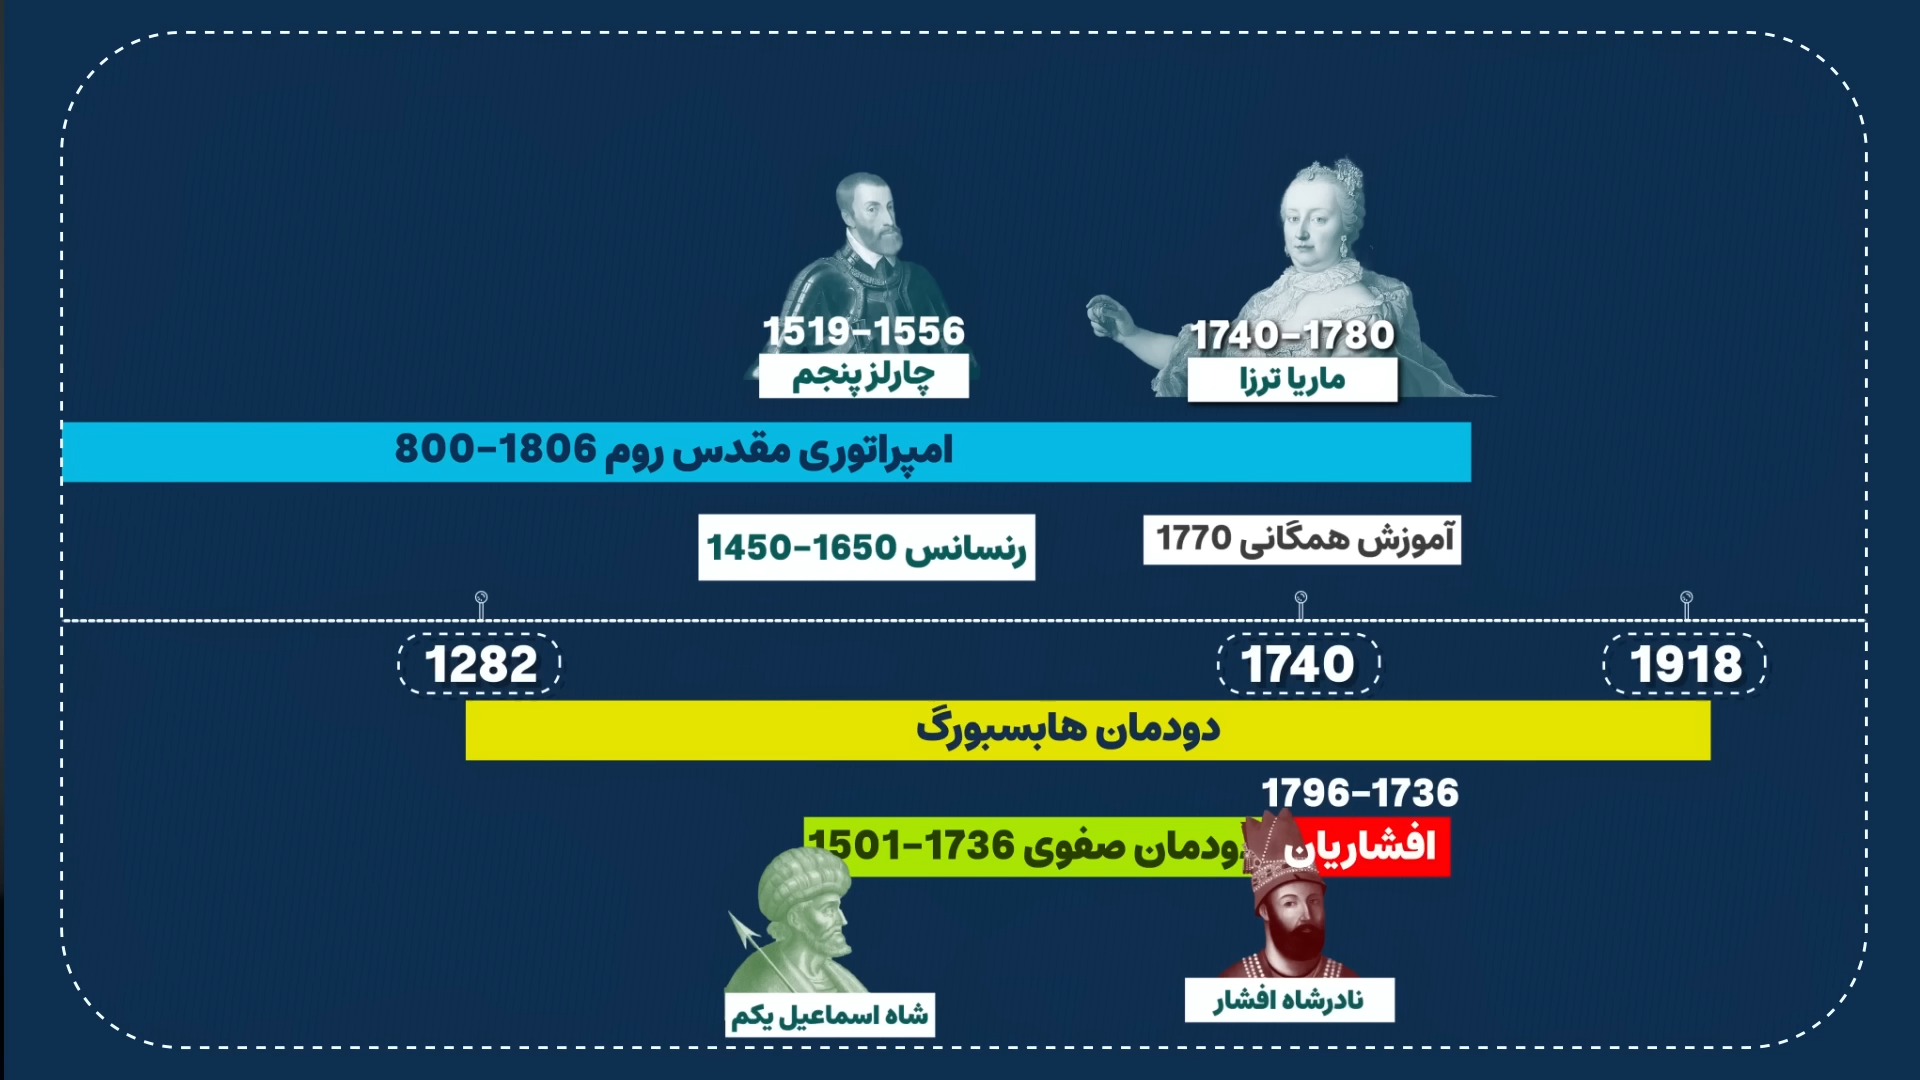 1519-1556
چارلز پنجم
1740-1780
ماریا ترزا
امپراتوری مقدس روم 1806-800
رنسانس 1650-1450
آموزش همگانی 1770
1282
1740
1918
دودمان هابسبورگ
1796-1736
دودمان صفوی 1736-1501
افشاریان
شاه اسماعیل یکم
نادرشاه افشار